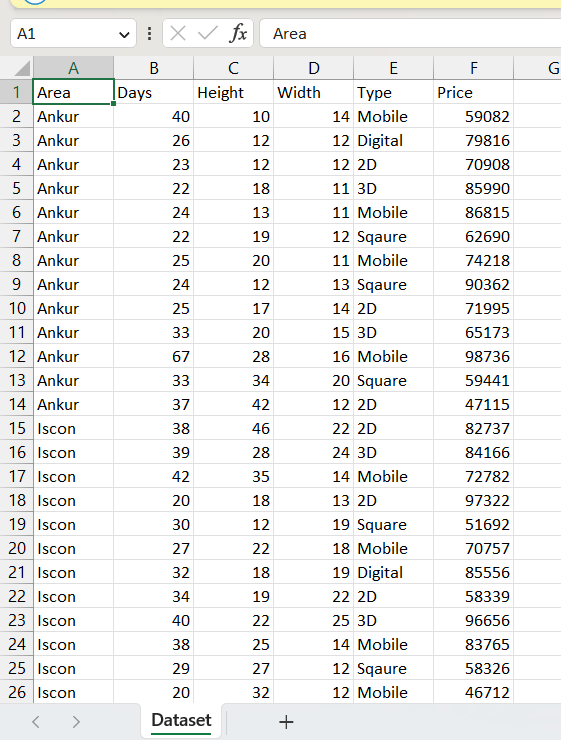 A1 fx Area
A B C D E F G
1 Area Days Height Width Type Price
2 Ankur 40 10 14 Mobile 59082
3 Ankur 26 12 12 Digital 79816
4 Ankur 23 12 12 2D 70908
5 Ankur 22 18 11 3D 85990
6 Ankur 24 13 11 Mobile 86815
7 Ankur 22 19 12 Sqaure 62690
8 Ankur 25 20 11 Mobile 74218
9 Ankur 24 12 13 Sqaure 90362
10 Ankur 25 17 14 2D 71995
11 Ankur 33 20 15 3D 65173
12 Ankur 67 28 16 Mobile 98736
13 Ankur 33 34 20 Square 59441
14 Ankur 37 42 12 2D 47115
15 Iscon 38 46 22 2D 82737
16 Iscon 39 28 24 3D 84166
17 Iscon 42 35 14 Mobile 72782
18 Iscon 20 18 13 2D 97322
19 Iscon 30 12 19 Square 51692
20 Iscon 27 22 18 Mobile 70757
21 Iscon 32 18 19 Digital 85556
22 Iscon 34 19 22 2D 58339
23 Iscon 40 22 25 3D 96656
24 Iscon 38 25 14 Mobile 83765
25 Iscon 29 27 12 Sqaure 58326
26 Iscon 20 32 12 Mobile 46712
Dataset